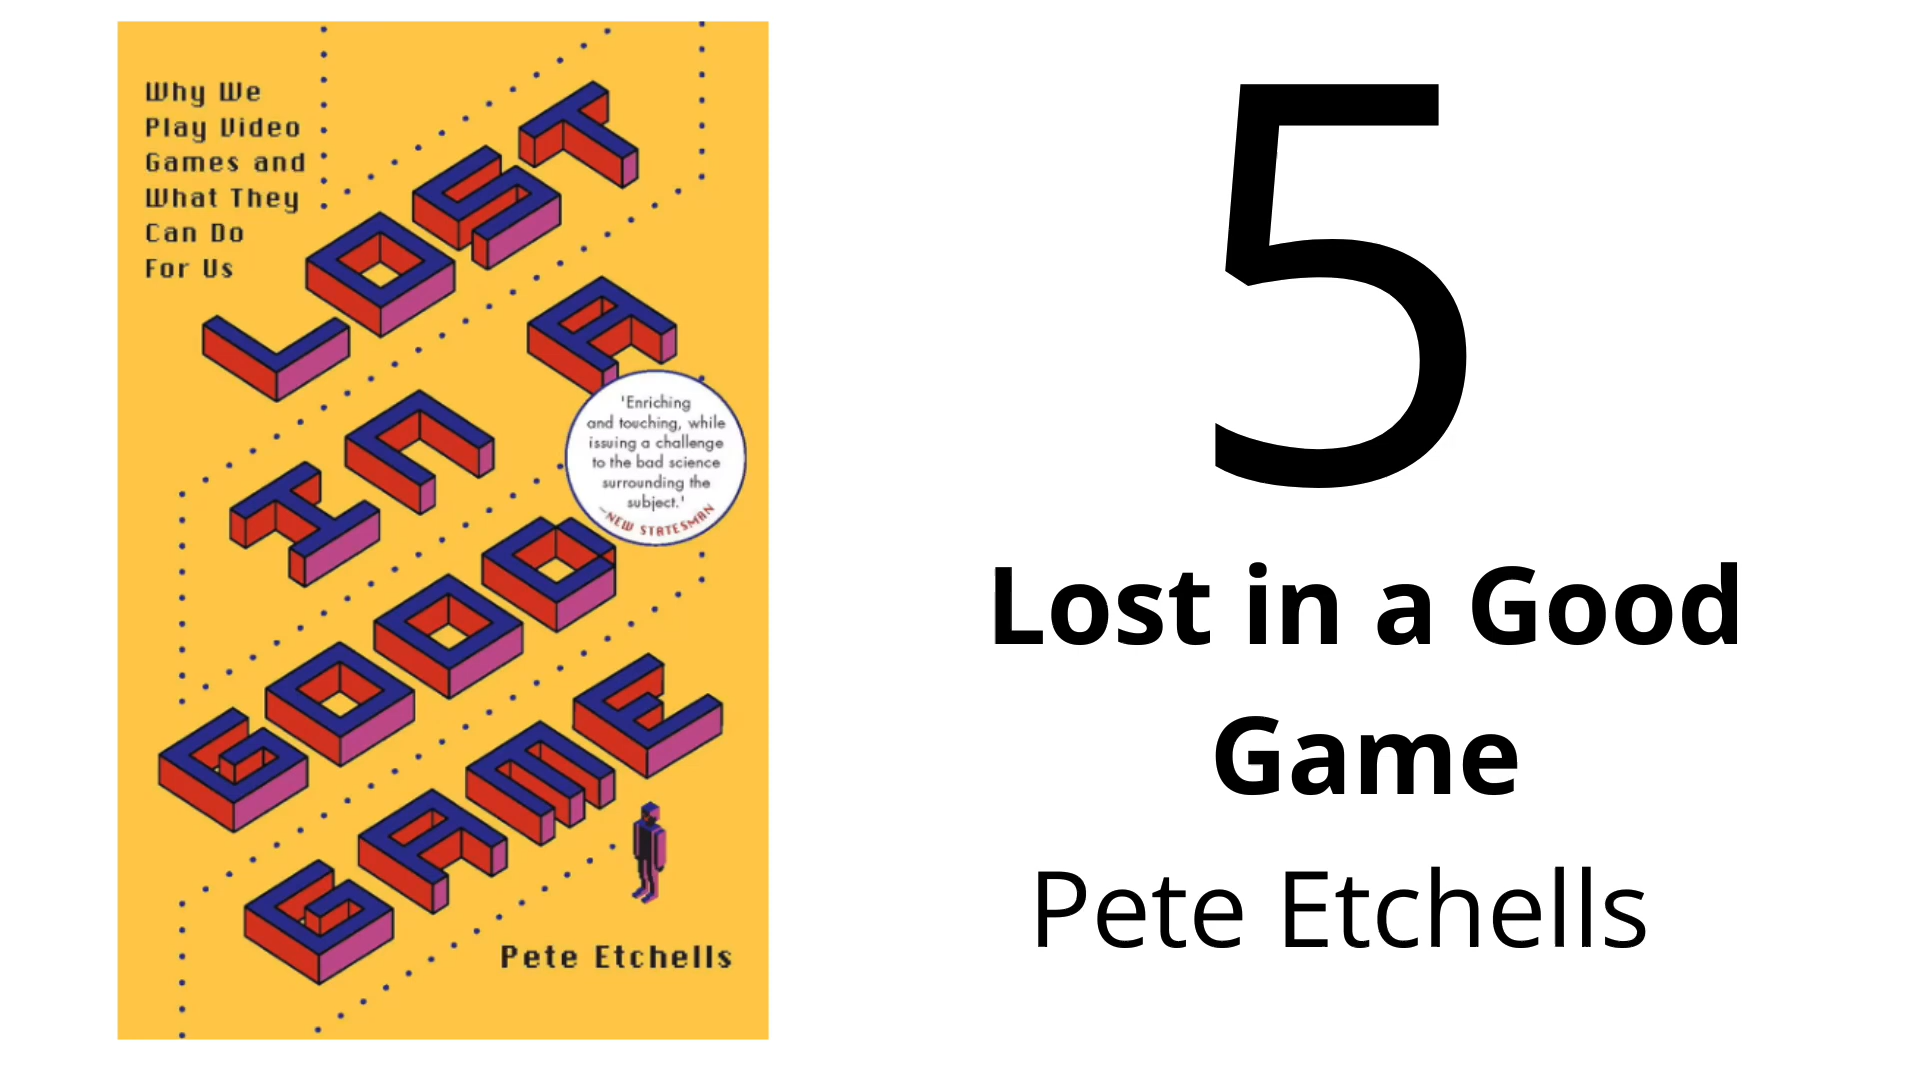 Why We
Play Video
Games and
What They
Can Do
For Us
LOST
IN A
GOOD
GAME
'Enriching
and touching, while
issuing a challenge
to the bad science
surrounding the
subject.'
—NEW STATESMAN
Pete Etchells
5
Lost in a Good
Game
Pete Etchells